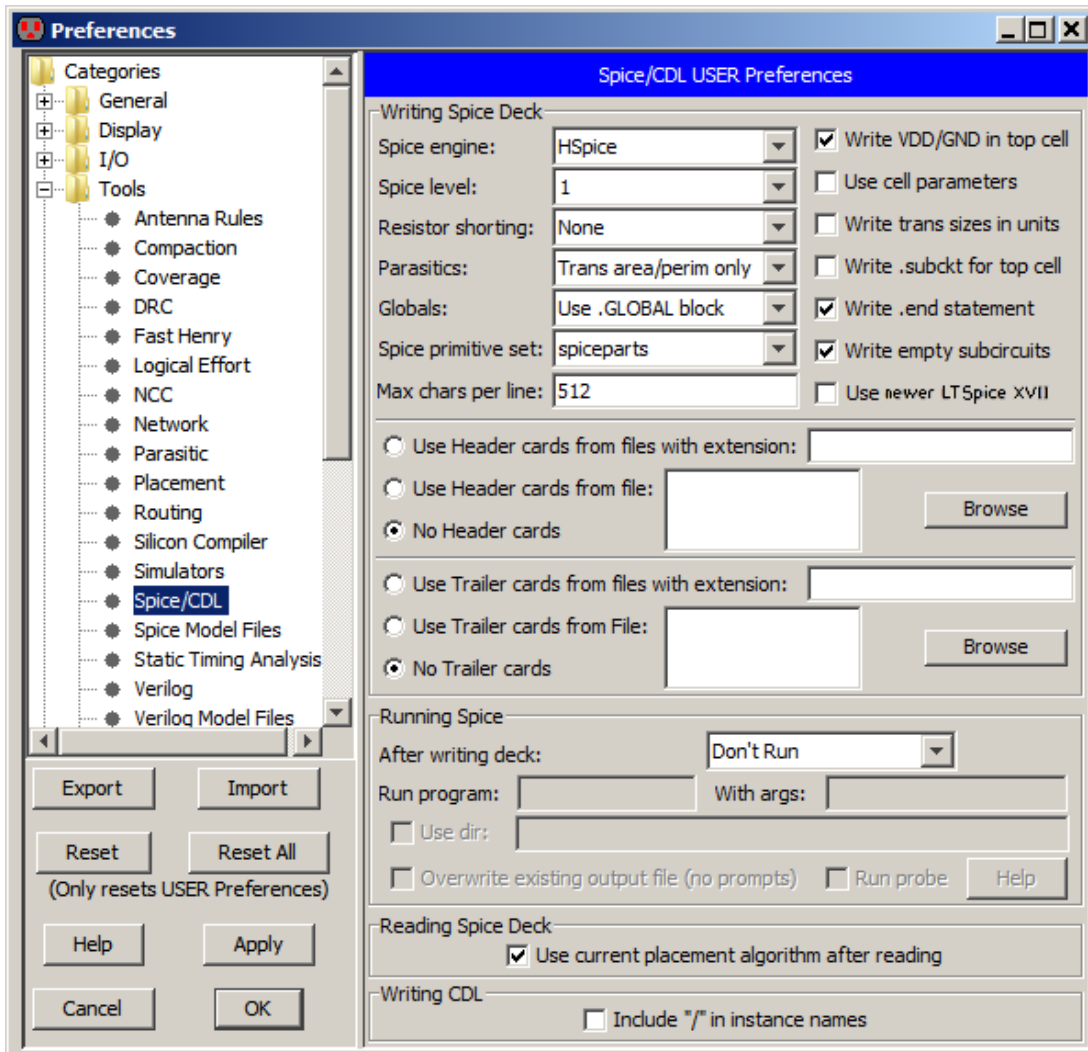 Preferences
Categories
General
Display
I/O
Tools
Antenna Rules
Compaction
Coverage
DRC
Fast Henry
Logical Effort
NCC
Network
Parasitic
Placement
Routing
Silicon Compiler
Simulators
Spice/CDL
Spice Model Files
Static Timing Analysis
Verilog
Verilog Model Files
Export Import
Reset Reset All
(Only resets USER Preferences)
Help Apply
Cancel OK
Spice/CDL USER Preferences
Writing Spice Deck
Spice engine: HSpice
Spice level: 1
Resistor shorting: None
Parasitics: Trans area/perim only
Globals: Use .GLOBAL block
Spice primitive set: spiceparts
Max chars per line: 512
Write VDD/GND in top cell
Use cell parameters
Write trans sizes in units
Write .subckt for top cell
Write .end statement
Write empty subcircuits
Use newer LTSpice XVII
Use Header cards from files with extension:
Use Header cards from file:
Browse
No Header cards
Use Trailer cards from files with extension:
Use Trailer cards from File:
Browse
No Trailer cards
Running Spice
After writing deck: Don't Run
Run program: With args:
Use dir:
Overwrite existing output file (no prompts) Run probe Help
Reading Spice Deck
Use current placement algorithm after reading
Writing CDL
Include "/" in instance names